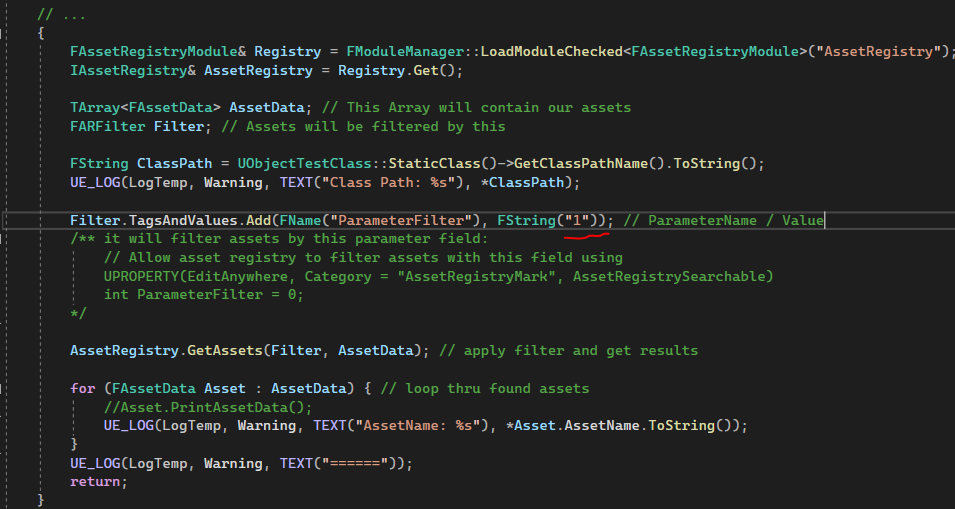 // ...
{
FAssetRegistryModule& Registry = FModuleManager::LoadModuleChecked<FAssetRegistryModule>("AssetRegistry");
IAssetRegistry& AssetRegistry = Registry.Get();
TArray<FAssetData> AssetData; // This Array will contain our assets
FARFilter Filter; // Assets will be filtered by this
FString ClassPath = UObjectTestClass::StaticClass()->GetClassPathName().ToString();
UE_LOG(LogTemp, Warning, TEXT("Class Path: %s"), *ClassPath);
Filter.TagsAndValues.Add(FName("ParameterFilter"), FString("1")); // ParameterName / Value
/** it will filter assets by this parameter field:
// Allow asset registry to filter assets with this field using
UPROPERTY(EditAnywhere, Category = "AssetRegistryMark", AssetRegistrySearchable)
int ParameterFilter = 0;
*/
AssetRegistry.GetAssets(Filter, AssetData); // apply filter and get results
for (FAssetData Asset : AssetData) { // loop thru found assets
//Asset.PrintAssetData();
UE_LOG(LogTemp, Warning, TEXT("AssetName: %s"), *Asset.AssetName.ToString());
}
UE_LOG(LogTemp, Warning, TEXT("======"));
return;
}